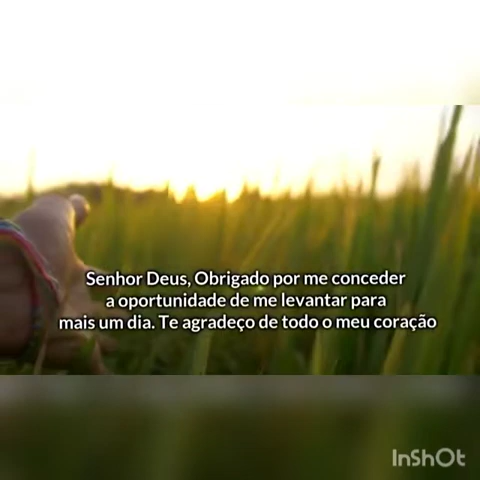 Senhor Deus, Obrigado por me conceder
a oportunidade de me levantar para
mais um dia. Te agradeço de todo o meu coração
InShOt